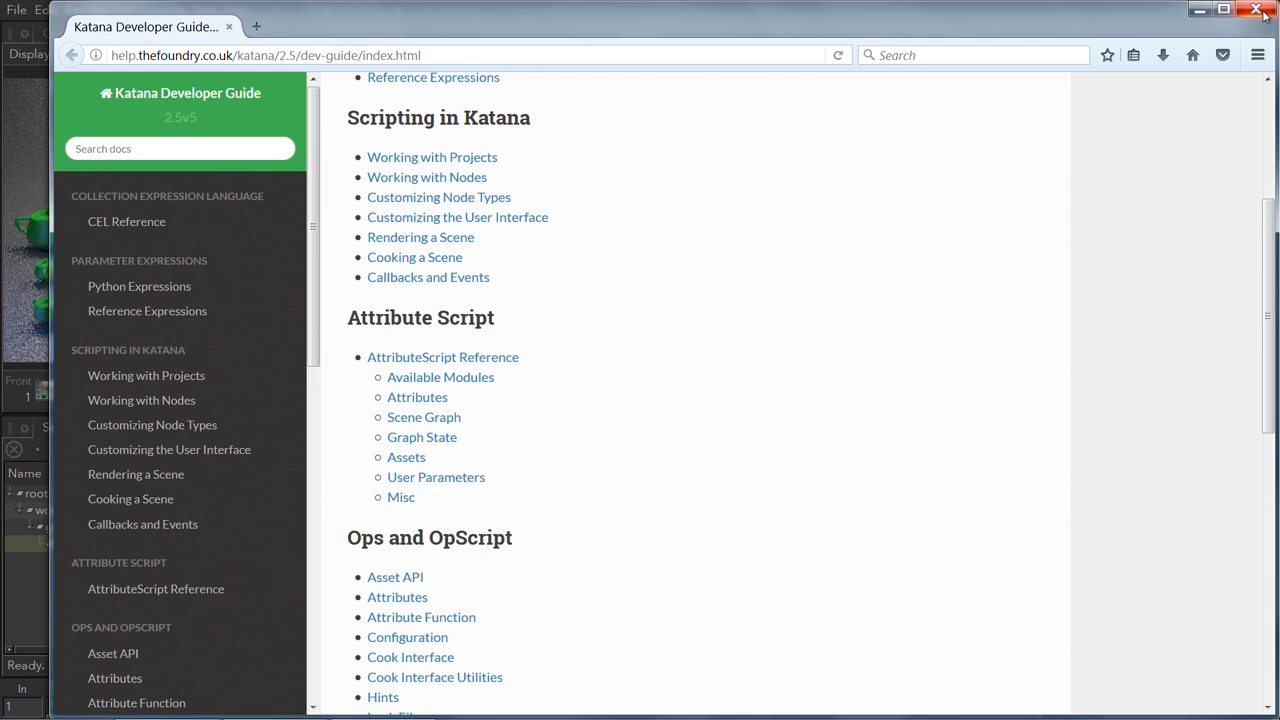 File Ed
Katana Developer Guide...
help.thefoundry.co.uk/katana/2.5/dev-guide/index.html
Search
Display
Katana Developer Guide
2.5v5
Search docs
COLLECTION EXPRESSION LANGUAGE
CEL Reference
PARAMETER EXPRESSIONS
Python Expressions
Reference Expressions
SCRIPTING IN KATANA
Working with Projects
Working with Nodes
Customizing Node Types
Customizing the User Interface
Rendering a Scene
Cooking a Scene
Callbacks and Events
ATTRIBUTE SCRIPT
AttributeScript Reference
OPS AND OPSCRIPT
Asset API
Attributes
Attribute Function
Reference Expressions
Scripting in Katana
Working with Projects
Working with Nodes
Customizing Node Types
Customizing the User Interface
Rendering a Scene
Cooking a Scene
Callbacks and Events
Attribute Script
AttributeScript Reference
Available Modules
Attributes
Scene Graph
Graph State
Assets
User Parameters
Misc
Ops and OpScript
Asset API
Attributes
Attribute Function
Configuration
Cook Interface
Cook Interface Utilities
Hints
Front
1
S
Name
root
wo
Ready.
In
1